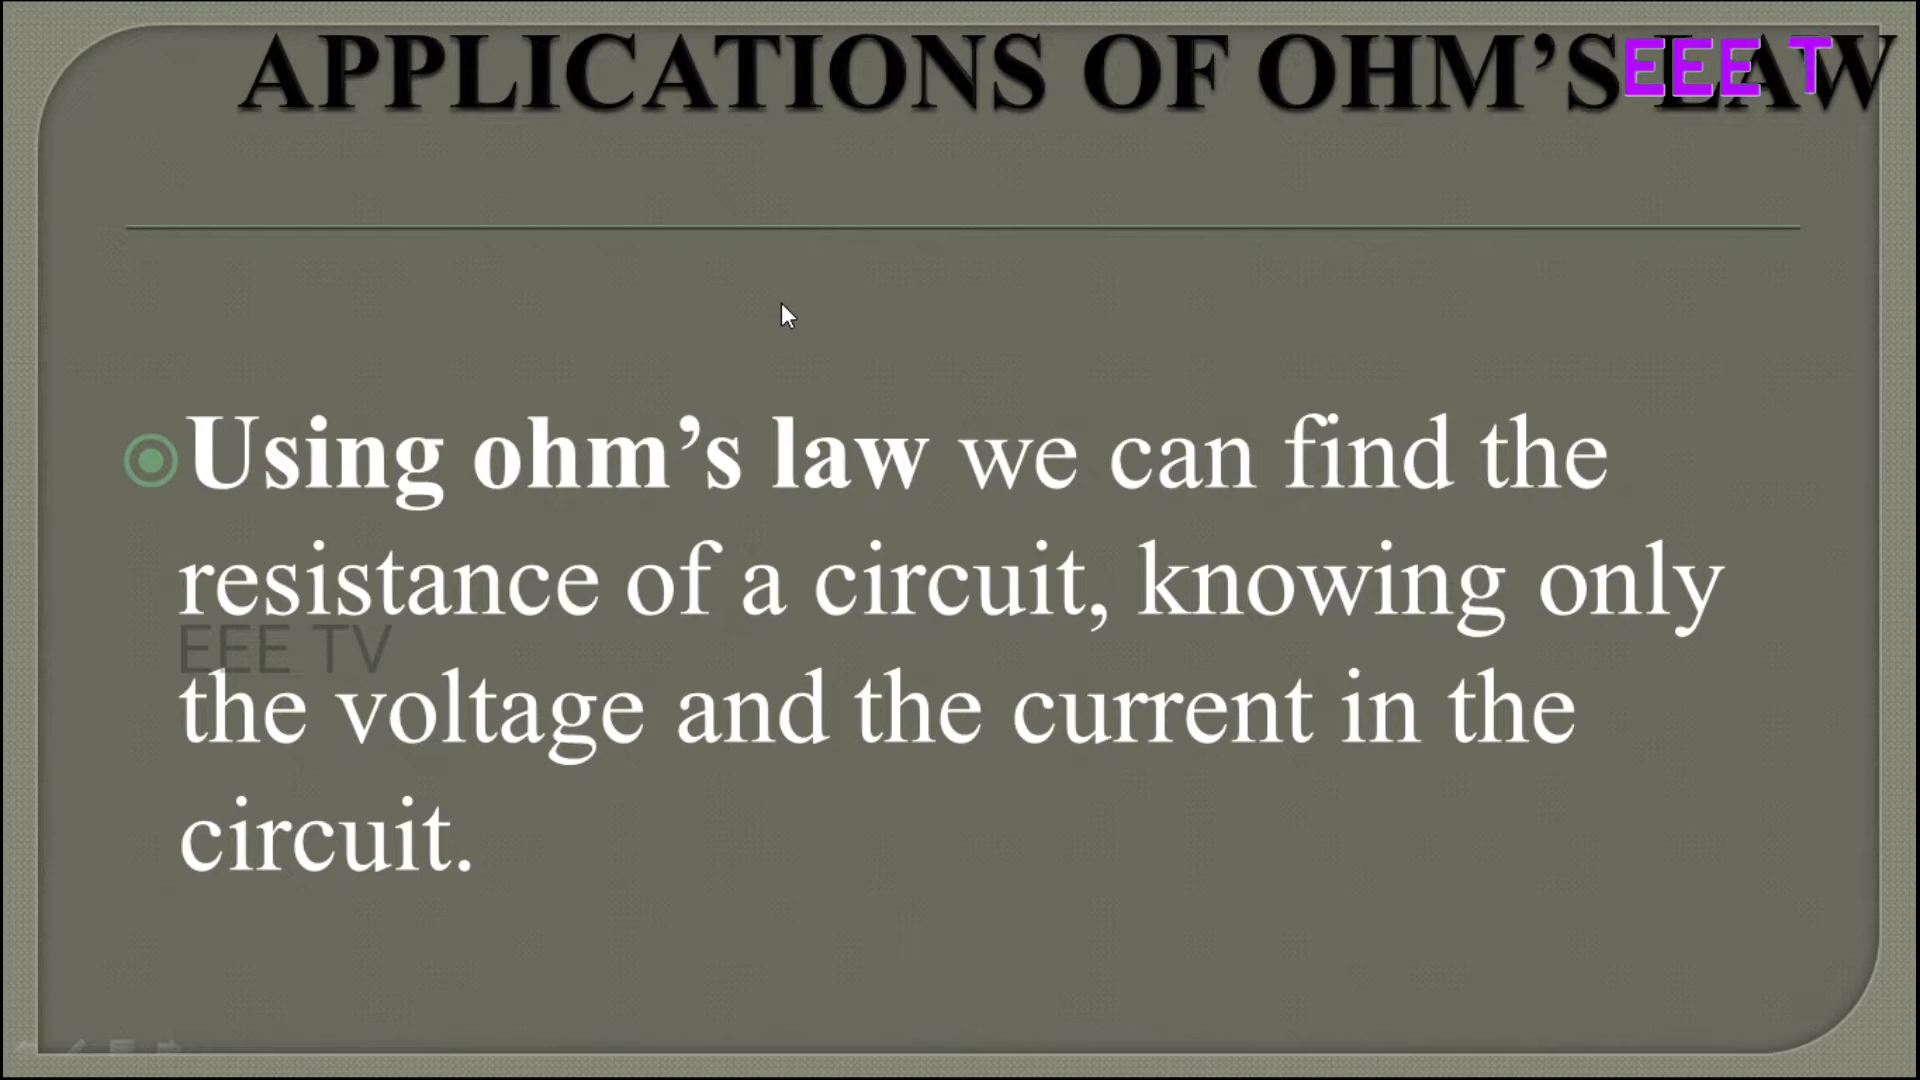 APPLICATIONS OF OHM’S LAW
EEE T
Using ohm’s law we can find the
resistance of a circuit, knowing only
EEE TV
the voltage and the current in the
circuit.